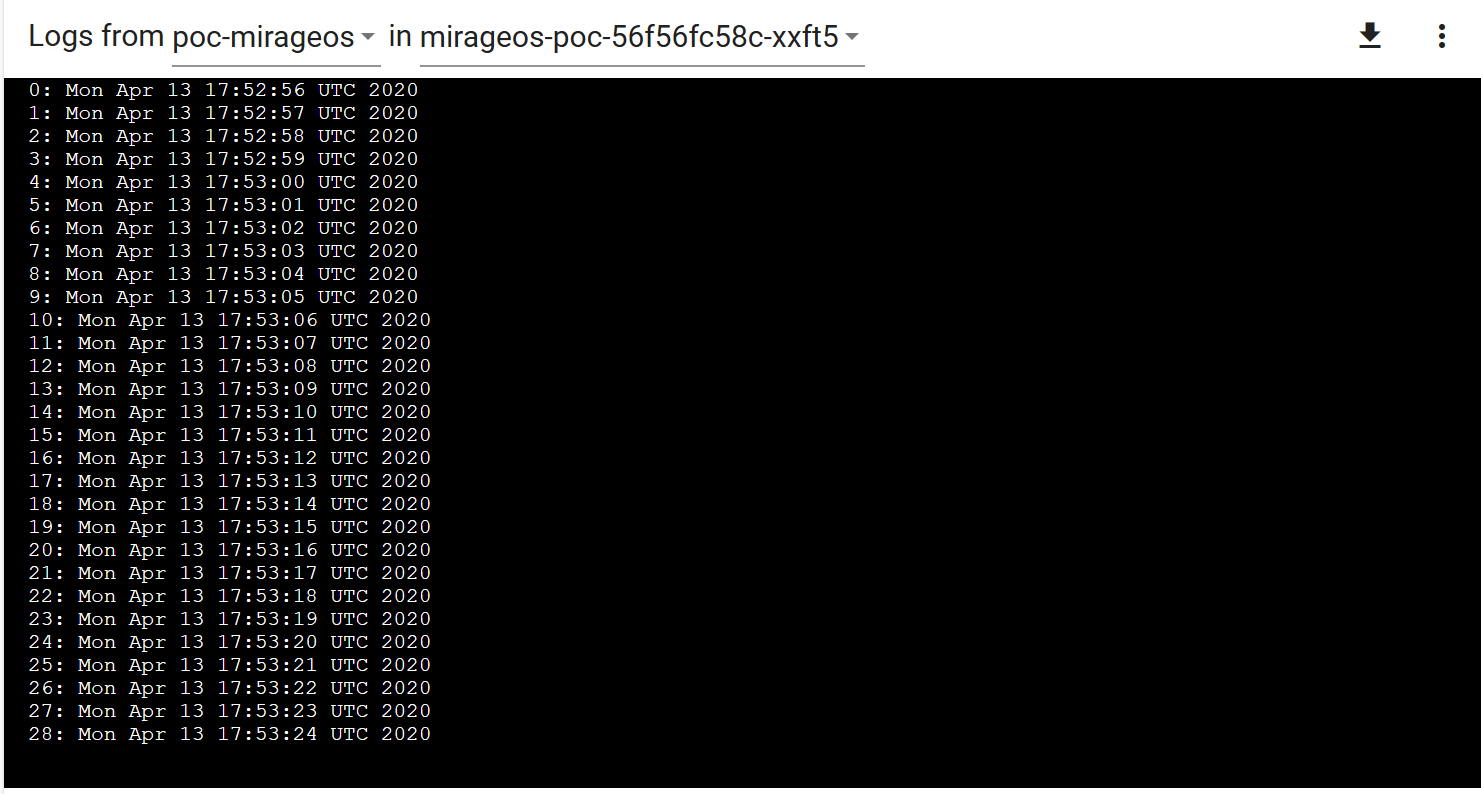 Logs from poc-mirageos in mirageos-poc-56f56fc58c-xxft5
0: Mon Apr 13 17:52:56 UTC 2020
1: Mon Apr 13 17:52:57 UTC 2020
2: Mon Apr 13 17:52:58 UTC 2020
3: Mon Apr 13 17:52:59 UTC 2020
4: Mon Apr 13 17:53:00 UTC 2020
5: Mon Apr 13 17:53:01 UTC 2020
6: Mon Apr 13 17:53:02 UTC 2020
7: Mon Apr 13 17:53:03 UTC 2020
8: Mon Apr 13 17:53:04 UTC 2020
9: Mon Apr 13 17:53:05 UTC 2020
10: Mon Apr 13 17:53:06 UTC 2020
11: Mon Apr 13 17:53:07 UTC 2020
12: Mon Apr 13 17:53:08 UTC 2020
13: Mon Apr 13 17:53:09 UTC 2020
14: Mon Apr 13 17:53:10 UTC 2020
15: Mon Apr 13 17:53:11 UTC 2020
16: Mon Apr 13 17:53:12 UTC 2020
17: Mon Apr 13 17:53:13 UTC 2020
18: Mon Apr 13 17:53:14 UTC 2020
19: Mon Apr 13 17:53:15 UTC 2020
20: Mon Apr 13 17:53:16 UTC 2020
21: Mon Apr 13 17:53:17 UTC 2020
22: Mon Apr 13 17:53:18 UTC 2020
23: Mon Apr 13 17:53:19 UTC 2020
24: Mon Apr 13 17:53:20 UTC 2020
25: Mon Apr 13 17:53:21 UTC 2020
26: Mon Apr 13 17:53:22 UTC 2020
27: Mon Apr 13 17:53:23 UTC 2020
28: Mon Apr 13 17:53:24 UTC 2020